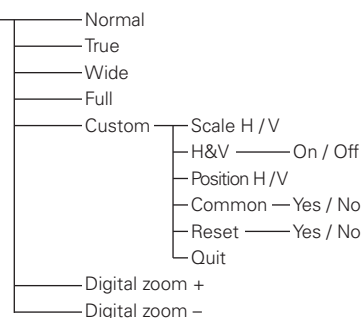 Normal
True
Wide
Full
Custom Scale H / V
H&V On / Off
Position H /V
Common Yes / No
Reset Yes / No
Quit
Digital zoom +
Digital zoom –